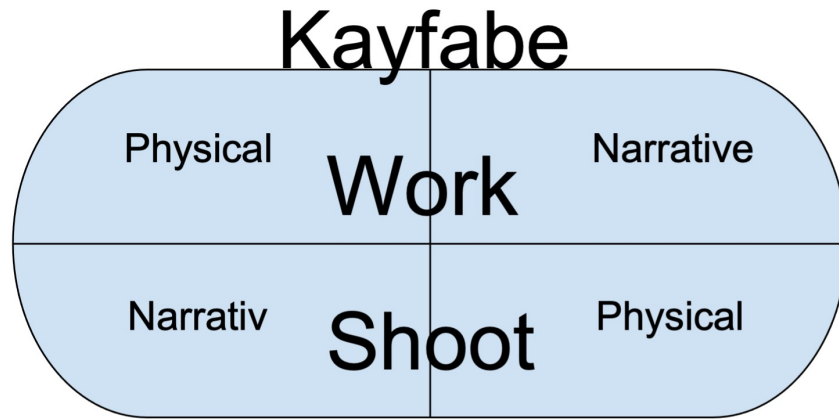 Kayfabe
Physical
Narrative
Work
Narrativ
Physical
Shoot